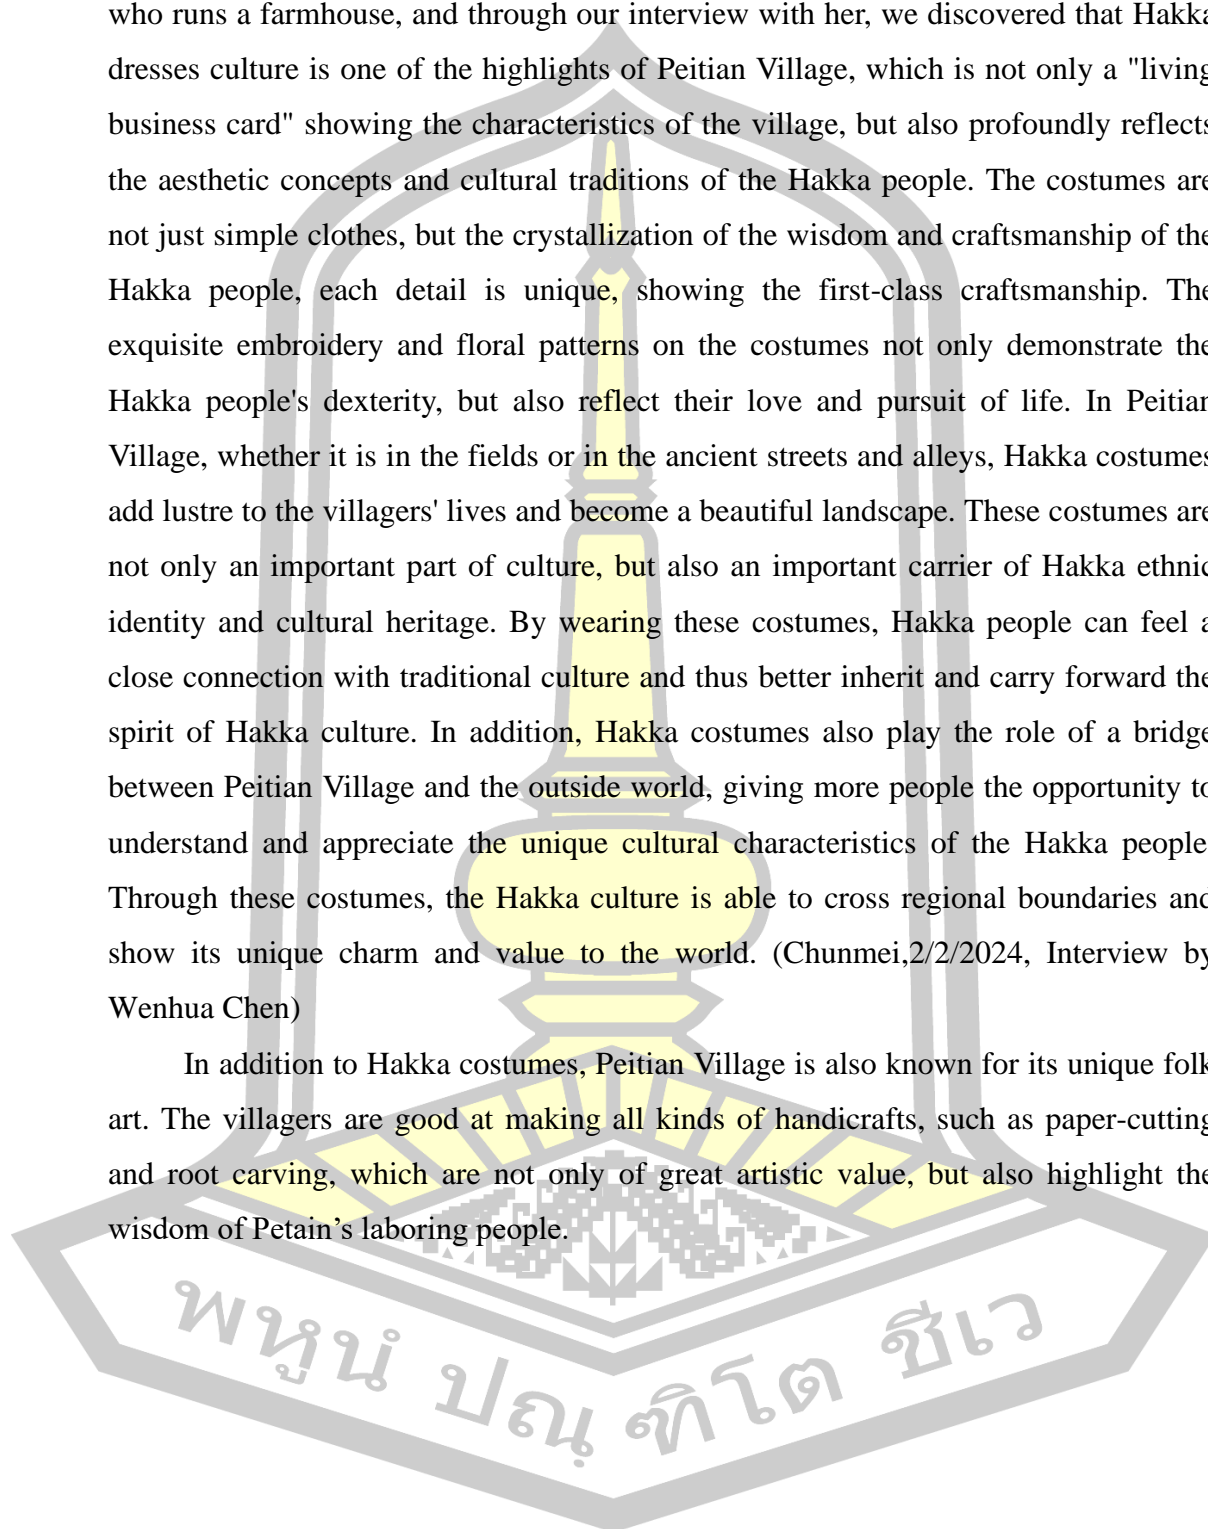 who runs a farmhouse, and through our interview with her, we discovered that Hakka
dresses culture is one of the highlights of Peitian Village, which is not only a "living
business card" showing the characteristics of the village, but also profoundly reflects
the aesthetic concepts and cultural traditions of the Hakka people. The costumes are
not just simple clothes, but the crystallization of the wisdom and craftsmanship of the
Hakka people, each detail is unique, showing the first-class craftsmanship. The
exquisite embroidery and floral patterns on the costumes not only demonstrate the
Hakka people's dexterity, but also reflect their love and pursuit of life. In Peitian
Village, whether it is in the fields or in the ancient streets and alleys, Hakka costumes
add lustre to the villagers' lives and become a beautiful landscape. These costumes are
not only an important part of culture, but also an important carrier of Hakka ethnic
identity and cultural heritage. By wearing these costumes, Hakka people can feel a
close connection with traditional culture and thus better inherit and carry forward the
spirit of Hakka culture. In addition, Hakka costumes also play the role of a bridge
between Peitian Village and the outside world, giving more people the opportunity to
understand and appreciate the unique cultural characteristics of the Hakka people.
Through these costumes, the Hakka culture is able to cross regional boundaries and
show its unique charm and value to the world. (Chunmei,2/2/2024, Interview by
Wenhua Chen)
In addition to Hakka costumes, Peitian Village is also known for its unique folk
art. The villagers are good at making all kinds of handicrafts, such as paper-cutting
and root carving, which are not only of great artistic value, but also highlight the
wisdom of Petain’s laboring people.
พหูนํ ปณฺ ฑิโต ชีเว